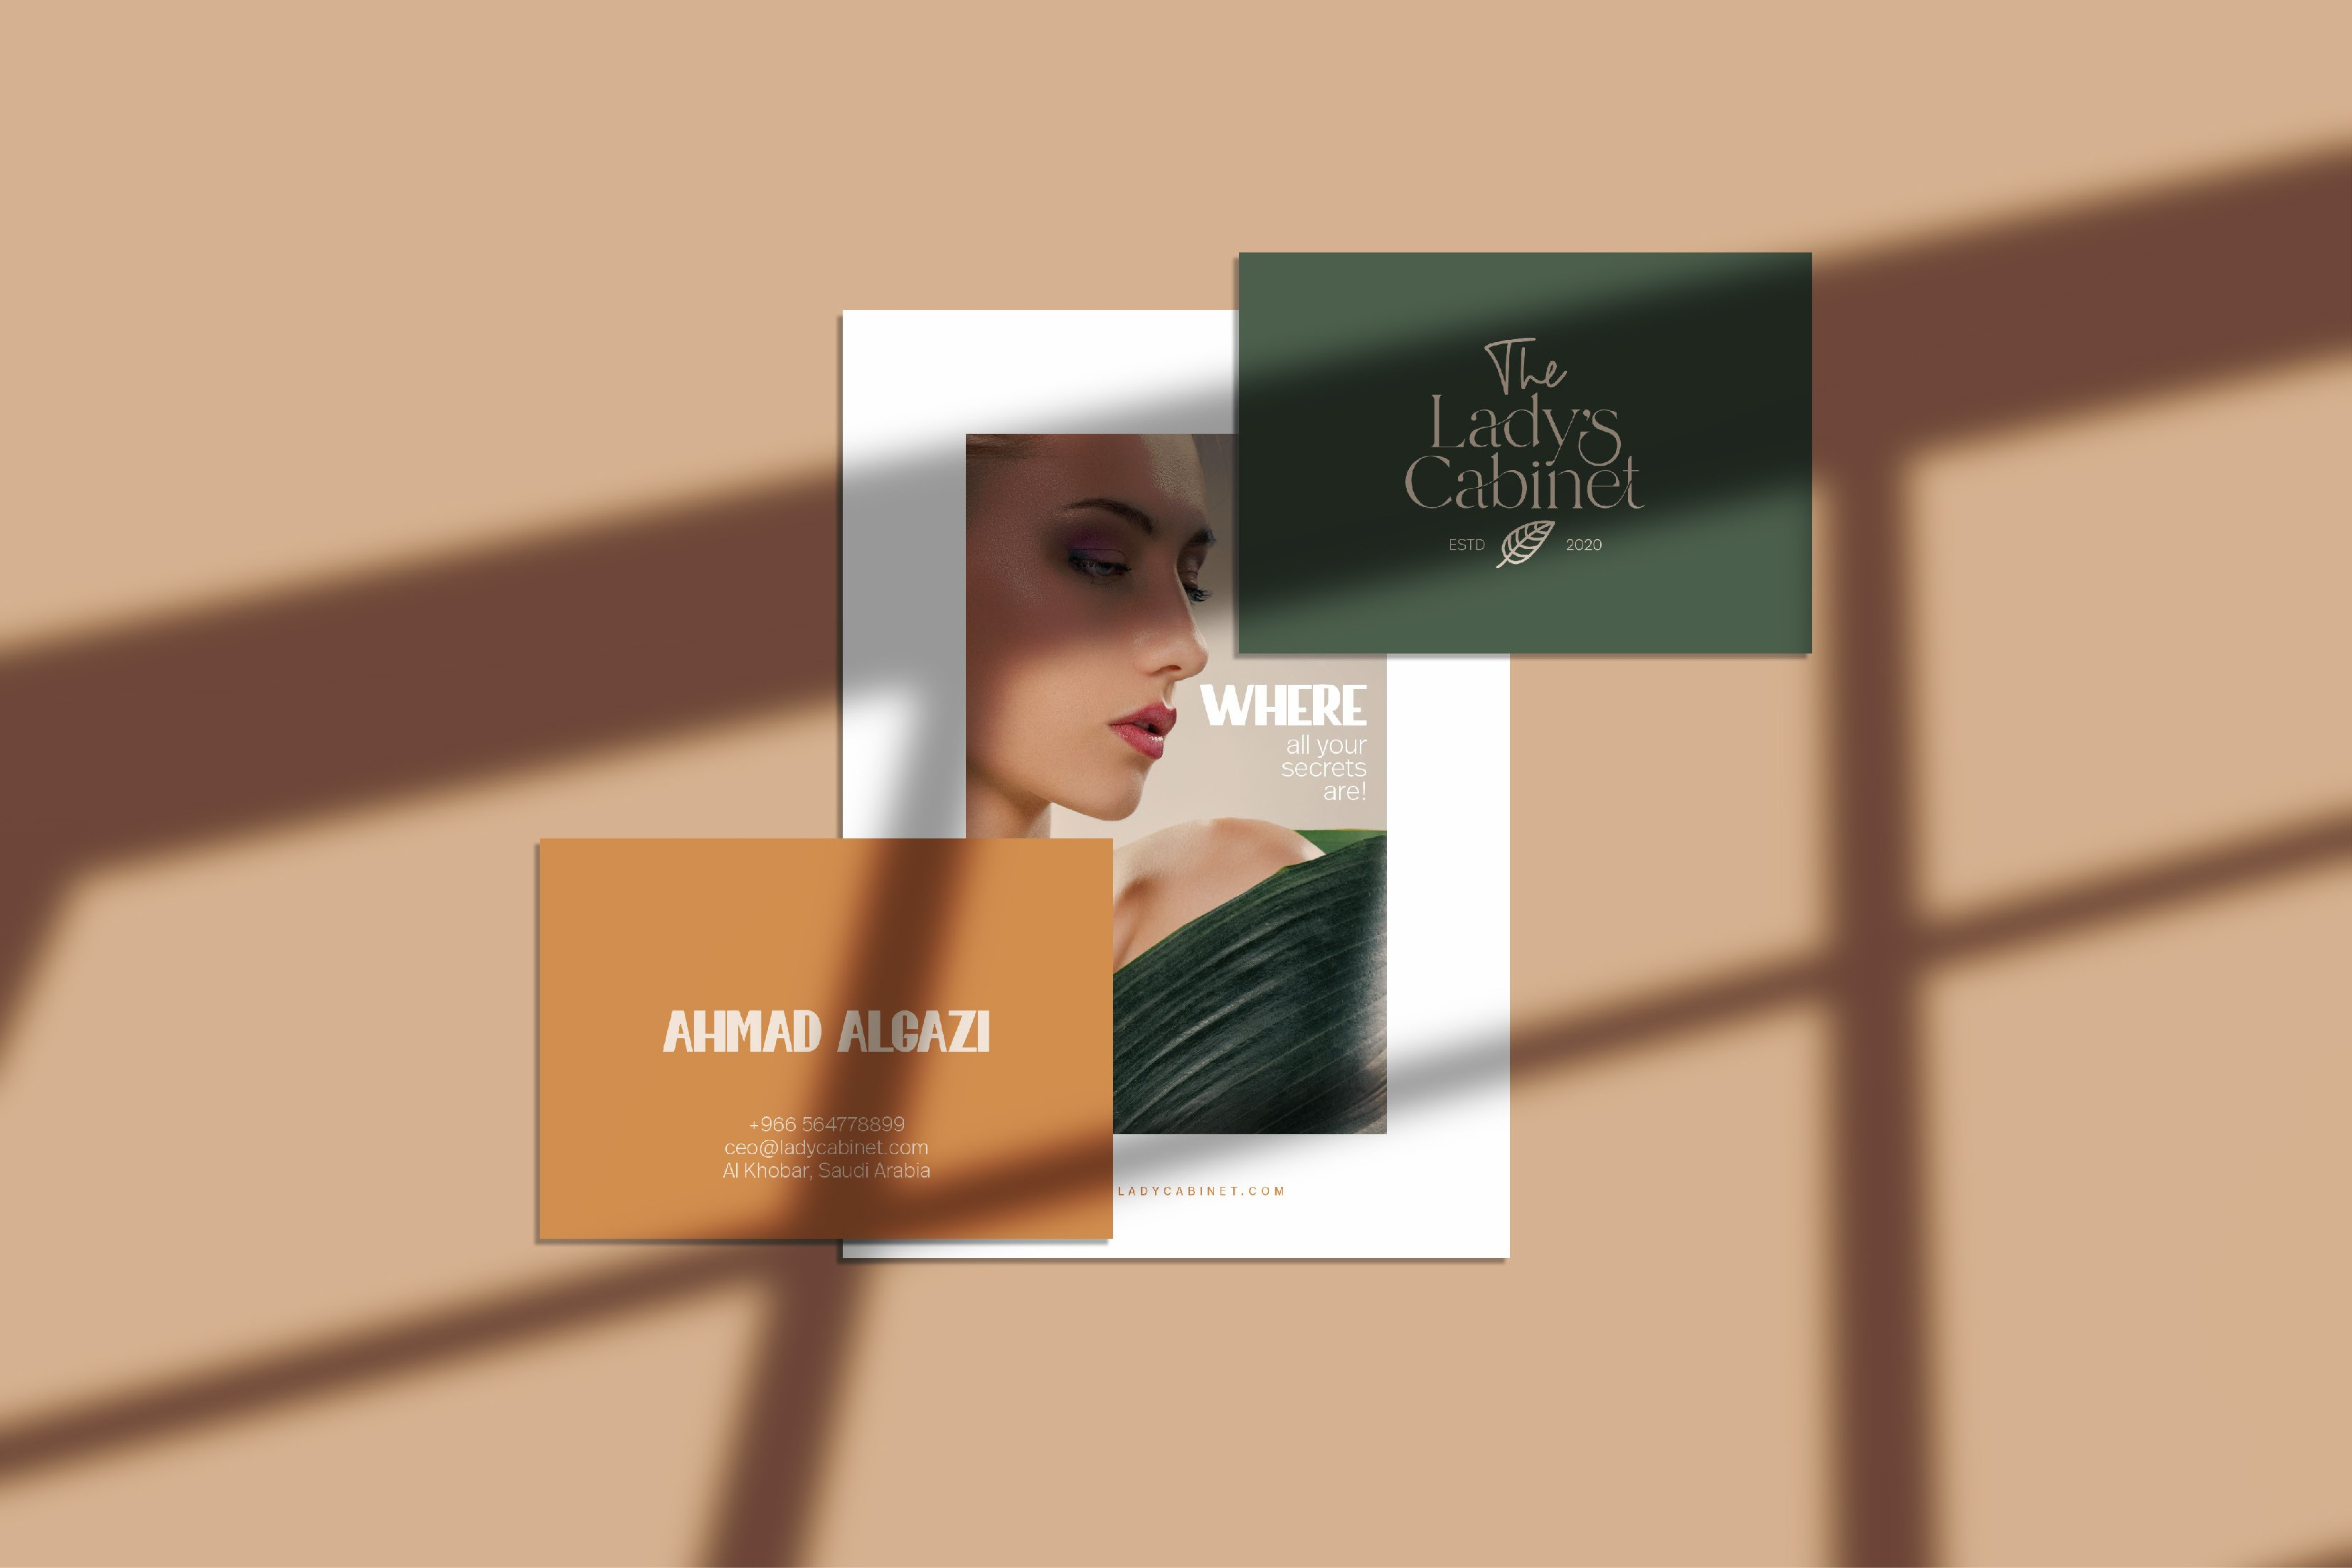 The
Lady's
Cabinet
ESTD 2020
WHERE
all your
secrets
are!
AHMAD ALGAZI
+966 564778899
ceo@ladycabinet.com
Al Khobar, Saudi Arabia
LADYCABINET.COM